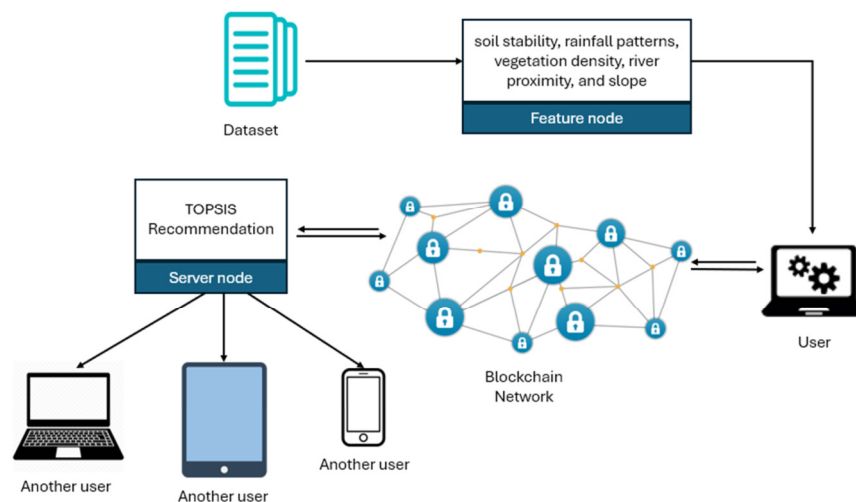 soil stability, rainfall patterns,
vegetation density, river
proximity, and slope
Feature node
Dataset
TOPSIS
Recommendation
Server node
User
Blockchain
Network
Another user
Another user
Another user